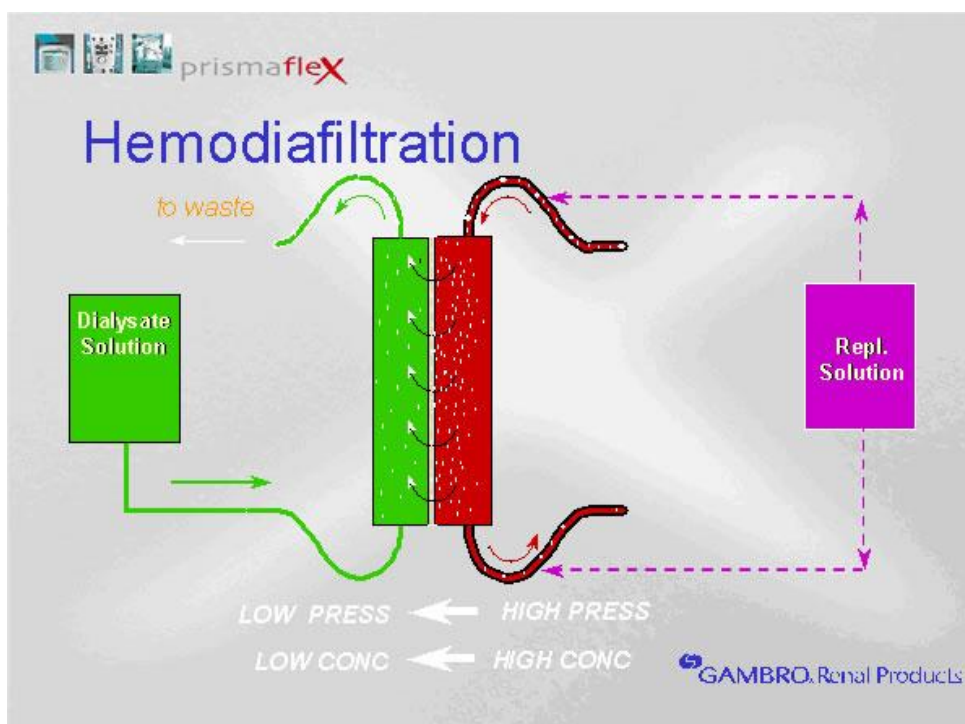 prismaflex
Hemodiafiltration
to waste
Dialysate
Solution
Repl.
Solution
LOW PRESS
HIGH PRESS
LOW CONC
HIGH CONC
GAMBRO Renal Products